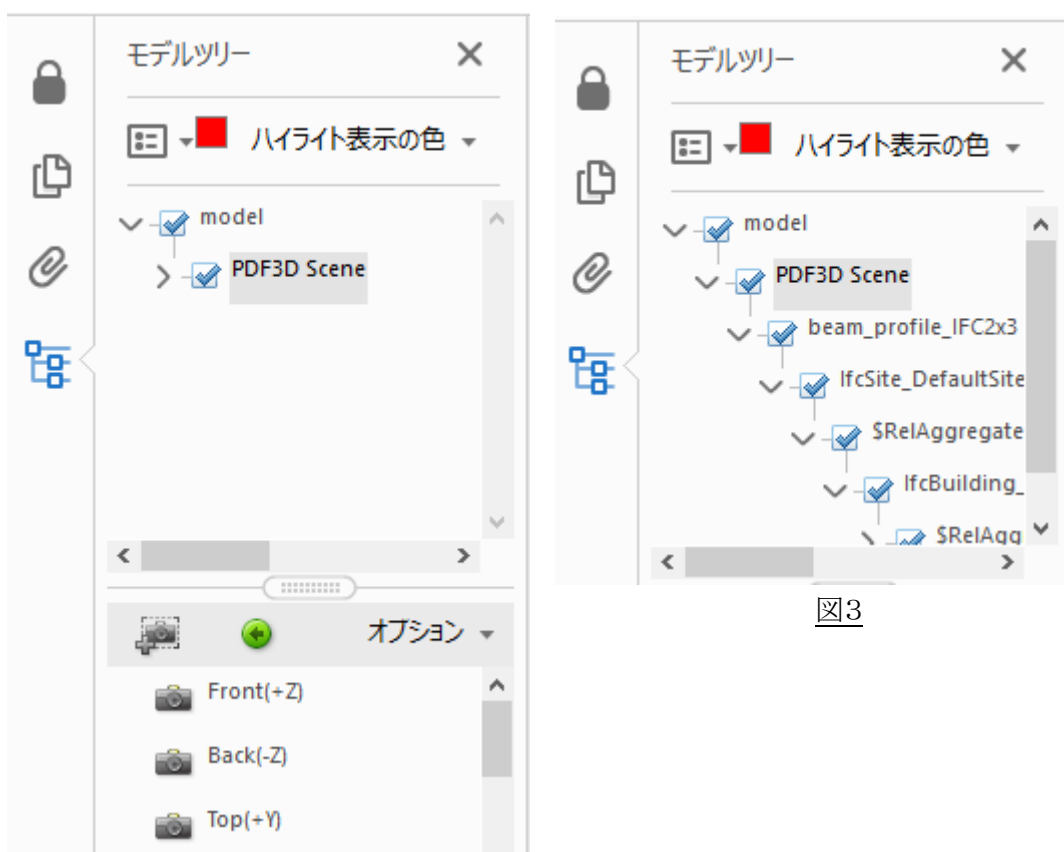 モデルツリー
ハイライト表示の色
model
PDF3D Scene
オプション
Front(+Z)
Back(-Z)
Top(+Y)
モデルツリー
ハイライト表示の色
model
PDF3D Scene
beam_profile_IFC2x3
IfcSite_DefaultSite
$RelAggregate
IfcBuilding_
$RelAgg
図3